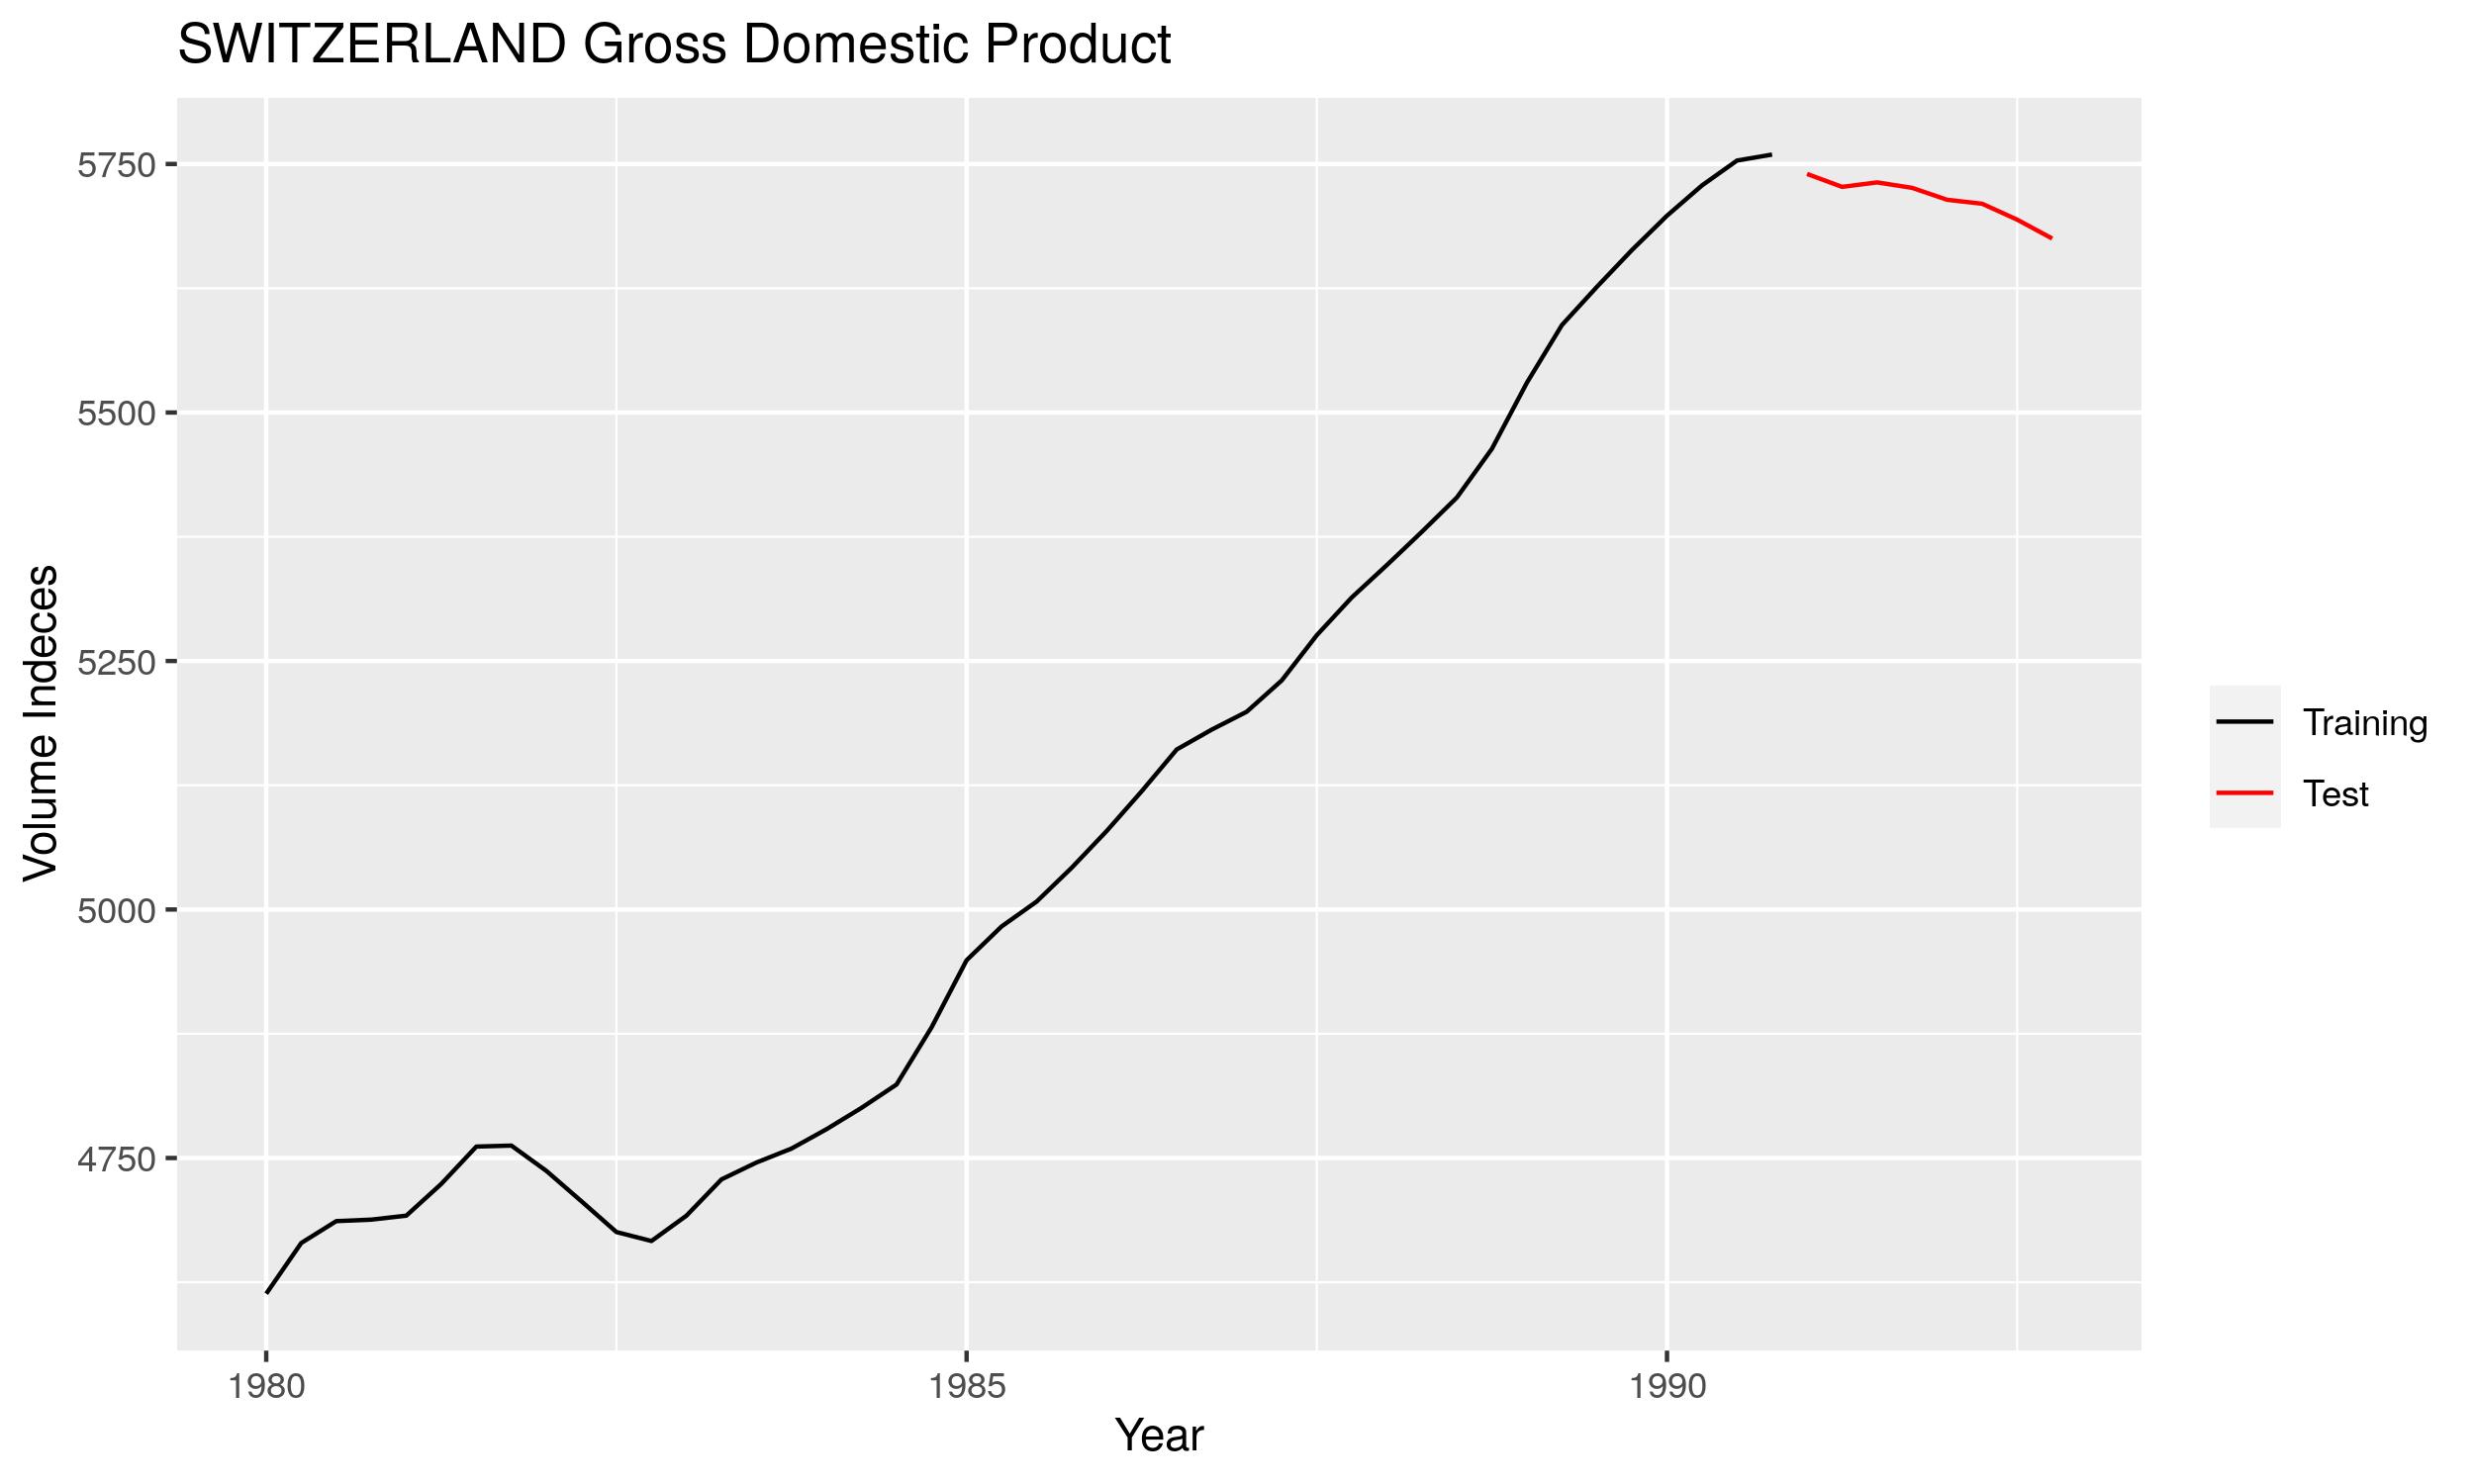 SWITZERLAND Gross Domestic Product
Volume Indeces
5750
5500
5250
5000
4750
1980
1985
1990
Year
Training
Test